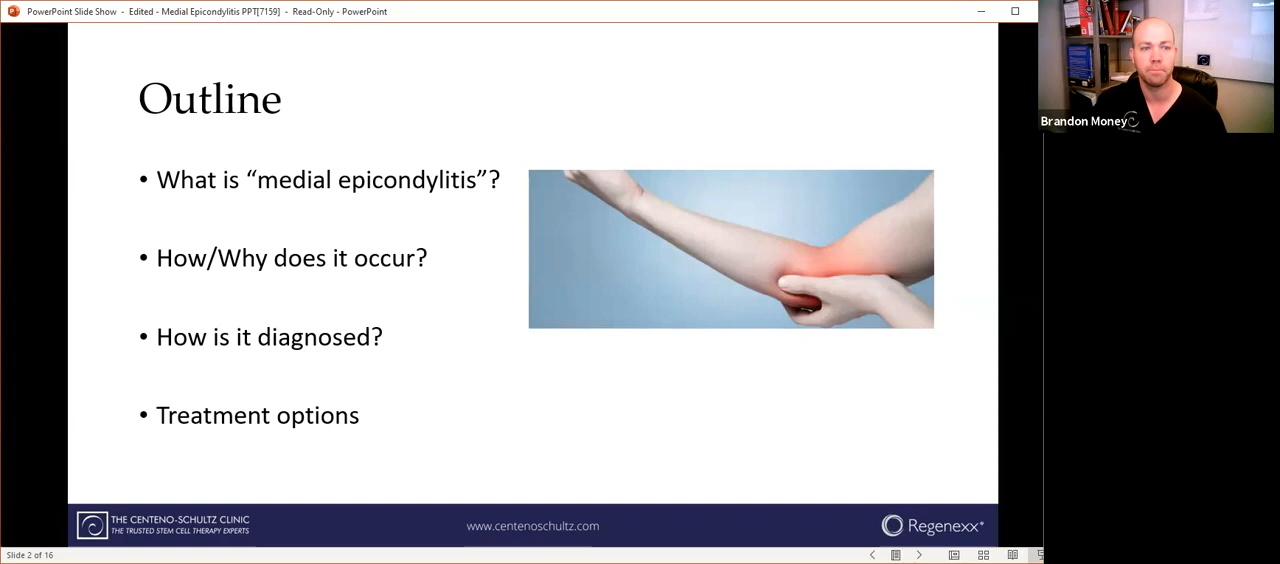 PowerPoint Slide Show - Edited - Medial Epicondylitis PPT[7159] - Read-Only - PowerPoint
Brandon Money
Outline
• What is “medial epicondylitis”?
• How/Why does it occur?
• How is it diagnosed?
• Treatment options
THE CENTENO-SCHULTZ CLINIC
THE TRUSTED STEM CELL THERAPY EXPERTS
www.centenoschultz.com
Regenexx®
Slide 2 of 16